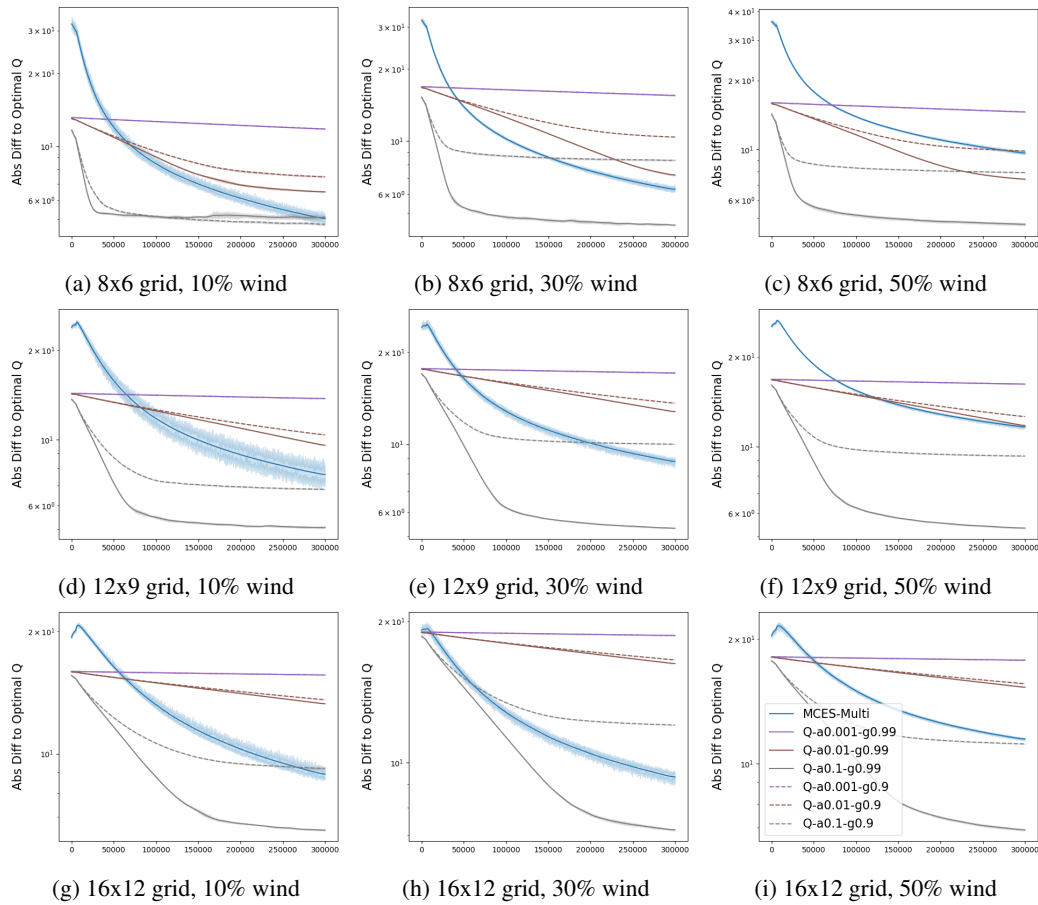 Abs Diff to Optimal Q
3 × 10¹
2 × 10¹
10¹
6 × 10⁰
0 50000 100000 150000 200000 250000 300000
(a) 8x6 grid, 10% wind
Abs Diff to Optimal Q
3 × 10¹
2 × 10¹
10¹
6 × 10⁰
0 50000 100000 150000 200000 250000 300000
(b) 8x6 grid, 30% wind
Abs Diff to Optimal Q
4 × 10¹
3 × 10¹
2 × 10¹
10¹
6 × 10⁰
0 50000 100000 150000 200000 250000 300000
(c) 8x6 grid, 50% wind
Abs Diff to Optimal Q
2 × 10¹
10¹
6 × 10⁰
0 50000 100000 150000 200000 250000 300000
(d) 12x9 grid, 10% wind
Abs Diff to Optimal Q
2 × 10¹
10¹
6 × 10⁰
0 50000 100000 150000 200000 250000 300000
(e) 12x9 grid, 30% wind
Abs Diff to Optimal Q
2 × 10¹
10¹
6 × 10⁰
0 50000 100000 150000 200000 250000 300000
(f) 12x9 grid, 50% wind
Abs Diff to Optimal Q
2 × 10¹
10¹
0 50000 100000 150000 200000 250000 300000
(g) 16x12 grid, 10% wind
Abs Diff to Optimal Q
10¹
0 50000 100000 150000 200000 250000 300000
(h) 16x12 grid, 30% wind
Abs Diff to Optimal Q
2 × 10¹
10¹
MCES-Multi
Q-a0.001-g0.99
Q-a0.01-g0.99
Q-a0.1-g0.99
Q-a0.001-g0.9
Q-a0.01-g0.9
Q-a0.1-g0.9
0 50000 100000 150000 200000 250000 300000
(i) 16x12 grid, 50% wind